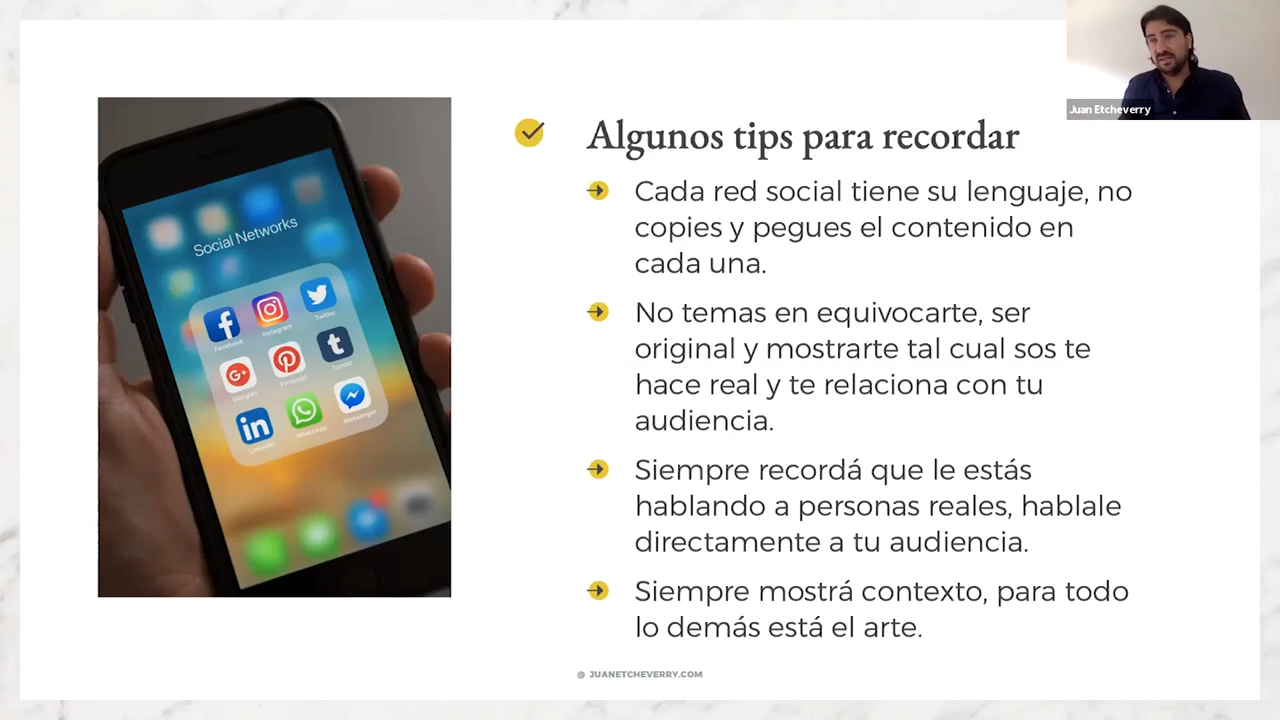 Juan Etcheverry
Algunos tips para recordar
Cada red social tiene su lenguaje, no
copies y pegues el contenido en
cada una.
No temas en equivocarte, ser
original y mostrarte tal cual sos te
hace real y te relaciona con tu
audiencia.
Siempre recordá que le estás
hablando a personas reales, hablale
directamente a tu audiencia.
Siempre mostrá contexto, para todo
lo demás está el arte.
@ JUANETCHEVERRY.COM
Social Networks
Facebook
Instagram
Twitter
Google+
Pinterest
Tumblr
LinkedIn
WhatsApp
Messenger